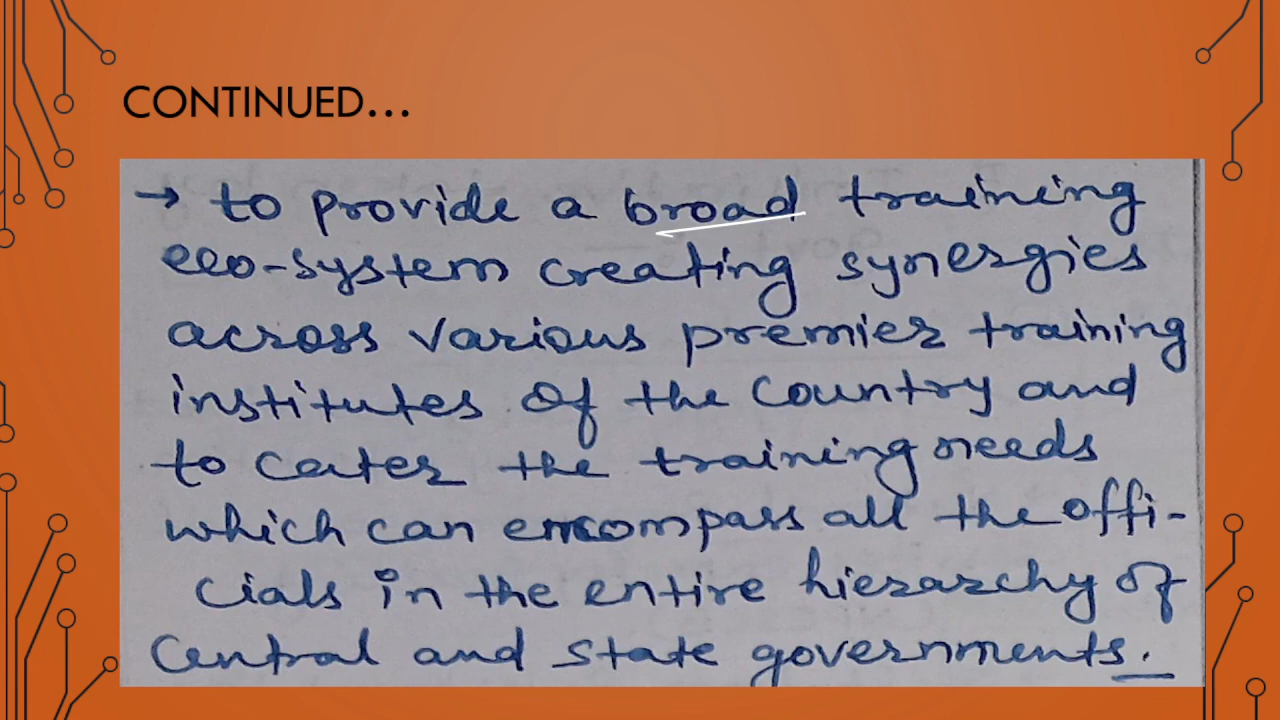 CONTINUED...
→ to provide a broad training
eco-system creating synergies
across various premier training
institutes of the country and
to cater the training needs
which can encompass all the offi-
cials in the entire hierarchy of
Central and state governments.